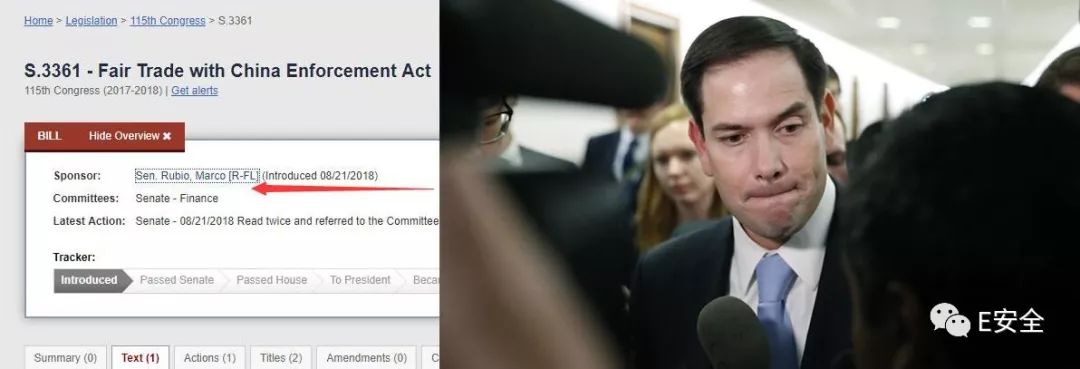 Home > Legislation > 115th Congress > S.3361
S.3361 - Fair Trade with China Enforcement Act
115th Congress (2017-2018) | Get alerts
BILL Hide Overview ✖
Sponsor: Sen. Rubio, Marco [R-FL] (Introduced 08/21/2018)
Committees: Senate - Finance
Latest Action: Senate - 08/21/2018 Read twice and referred to the Committee
Tracker:
Introduced Passed Senate Passed House To President Beca
Summary (0) Text (1) Actions (1) Titles (2) Amendments (0) C
E安全